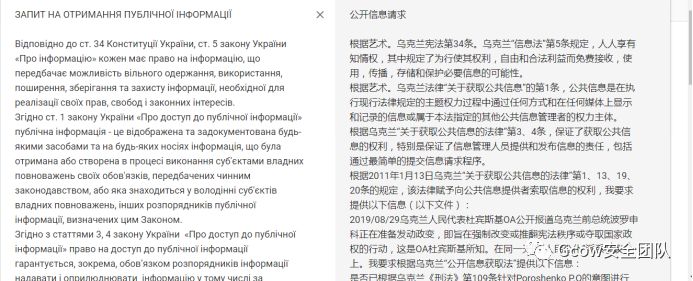 ЗАПИТ НА ОТРИМАННЯ ПУБЛІЧНОЇ ІНФОРМАЦІЇ
Відповідно до ст. 34 Конституції України, ст. 5 закону України
«Про інформацію» кожен має право на інформацію, що
передбачає можливість вільного одержання, використання,
поширення, зберігання та захисту інформації, необхідної для
реалізації своїх прав, свобод і законних інтересів.
Згідно ст. 1 закону України «Про доступ до публічної інформації»
публічна інформація - це відображена та задокументована будь-
якими засобами та на будь-яких носіях інформація, що була
отримана або створена в процесі виконання суб'єктами владних
повноважень своїх обов'язків, передбачених чинним
законодавством, або яка знаходиться у володінні суб'єктів
владних повноважень, інших розпорядників публічної
інформації, визначених цим Законом.
Згідно з статтями 3, 4 закону України «Про доступ до публічної
інформації» право на доступ до публічної інформації
гарантується, зокрема, обов'язком розпорядників інформації
надавати і оприлюднювати інформацію у тому числі за
公开信息请求
根据艺术。乌克兰宪法第34条。乌克兰“信息法”第5条规定，人人享有
知情权，其中规定了为行使其权利，自由和合法利益而免费接收，使
用，传播，存储和保护必要信息的可能性。
根据艺术。乌克兰法律“关于获取公共信息”的第1条，公共信息是在执
行现行法律规定的主题权力过程中通过任何方式和在任何媒体上显示
和记录的信息或属于本法指定的其他公共信息管理者的权力主体。
根据乌克兰“关于获取公共信息的法律”第3、4条，保证了获取公共信
息的权利，特别是保证了信息管理人员提供和发布信息的责任，包括
通过最简单的提交信息请求程序。
根据2011年1月13日乌克兰“关于获取公共信息的法律”第1、13、19、
20条的规定，该法律赋予向公共信息提供者索取信息的权利，我要求
提供以下信息（以下文件）：
2019/08/29乌克兰人民代表杜宾斯基OA公开报道乌克兰前总统波罗申
科正在准备发动政变，即旨在强制改变或推翻宪法秩序或夺取国家政
权的行动，这是OA杜宾斯基所知。在同一
上。我要求根据乌克兰“公开信息获取法”提供以下信息：
是否已根据乌克兰《刑法》第109条针对Poroshenko P.O的意图进行
Gcow安全团队